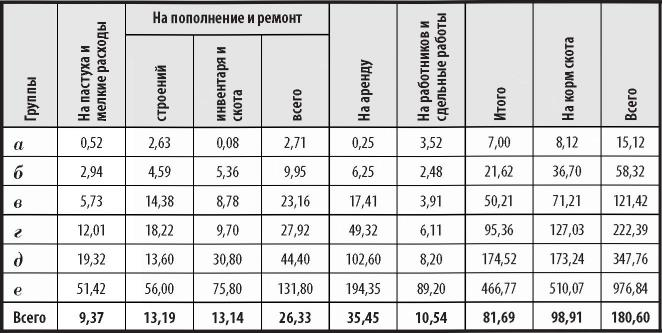 Группы | На пастуха и мелкие расходы | На пополнение и ремонт | На аренду | На работников и сдельные работы | Итого | На корм скота | Всего
строений | инвентаря и скота | всего
а | 0,52 | 2,63 | 0,08 | 2,71 | 0,25 | 3,52 | 7,00 | 8,12 | 15,12
б | 2,94 | 4,59 | 5,36 | 9,95 | 6,25 | 2,48 | 21,62 | 36,70 | 58,32
в | 5,73 | 14,38 | 8,78 | 23,16 | 17,41 | 3,91 | 50,21 | 71,21 | 121,42
г | 12,01 | 18,22 | 9,70 | 27,92 | 49,32 | 6,11 | 95,36 | 127,03 | 222,39
д | 19,32 | 13,60 | 30,80 | 44,40 | 102,60 | 8,20 | 174,52 | 173,24 | 347,76
е | 51,42 | 56,00 | 75,80 | 131,80 | 194,35 | 89,20 | 466,77 | 510,07 | 976,84
Всего | 9,37 | 13,19 | 13,14 | 26,33 | 35,45 | 10,54 | 81,69 | 98,91 | 180,60